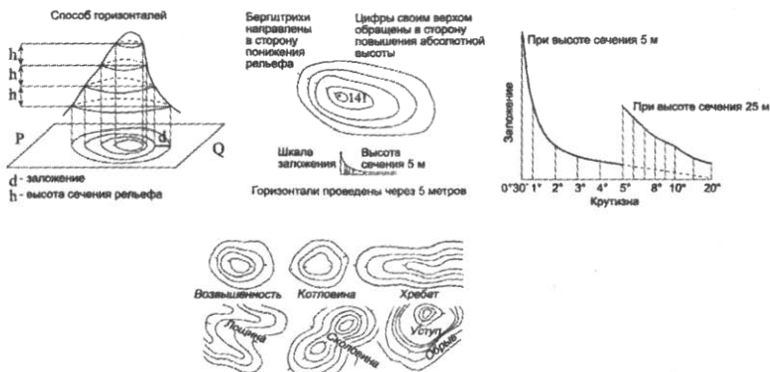 Способ горизонталей
h
h
h
P
d
Q
d - заложение
h - высота сечения рельефа
Бергштрихи
направлены
в сторону
понижения
рельефа
Цифры своим верхом
обращены в сторону
повышения абсолютной
высоты
141
Шкала
заложения
Высота
сечения 5 м
Горизонтали проведены через 5 метров
При высоте сечения 5 м
При высоте сечения 25 м
Заложение
0°30' 1° 2° 3° 4° 5° 8° 10° 20°
Крутизна
Возвышенность
Котловина
Хребет
Лощина
Сколовина
Уступ
Обрыв